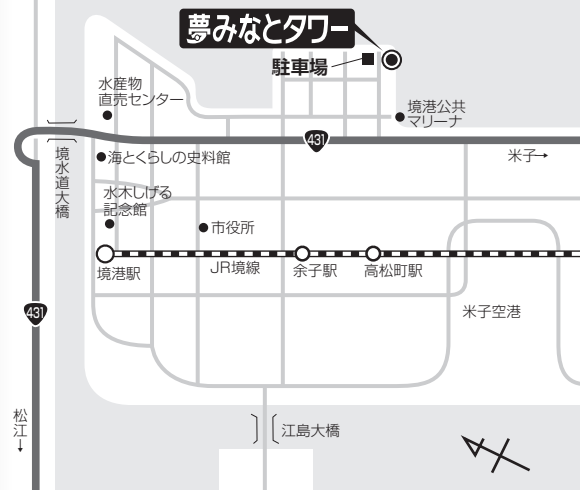 夢みなとタワー
駐車場
水産物
直売センター
境港公共
マリーナ
431
米子→
境水道大橋
海とくらしの史料館
水木しげる
記念館
市役所
境港駅
JR境線
余子駅
高松町駅
米子空港
431
松江→
江島大橋